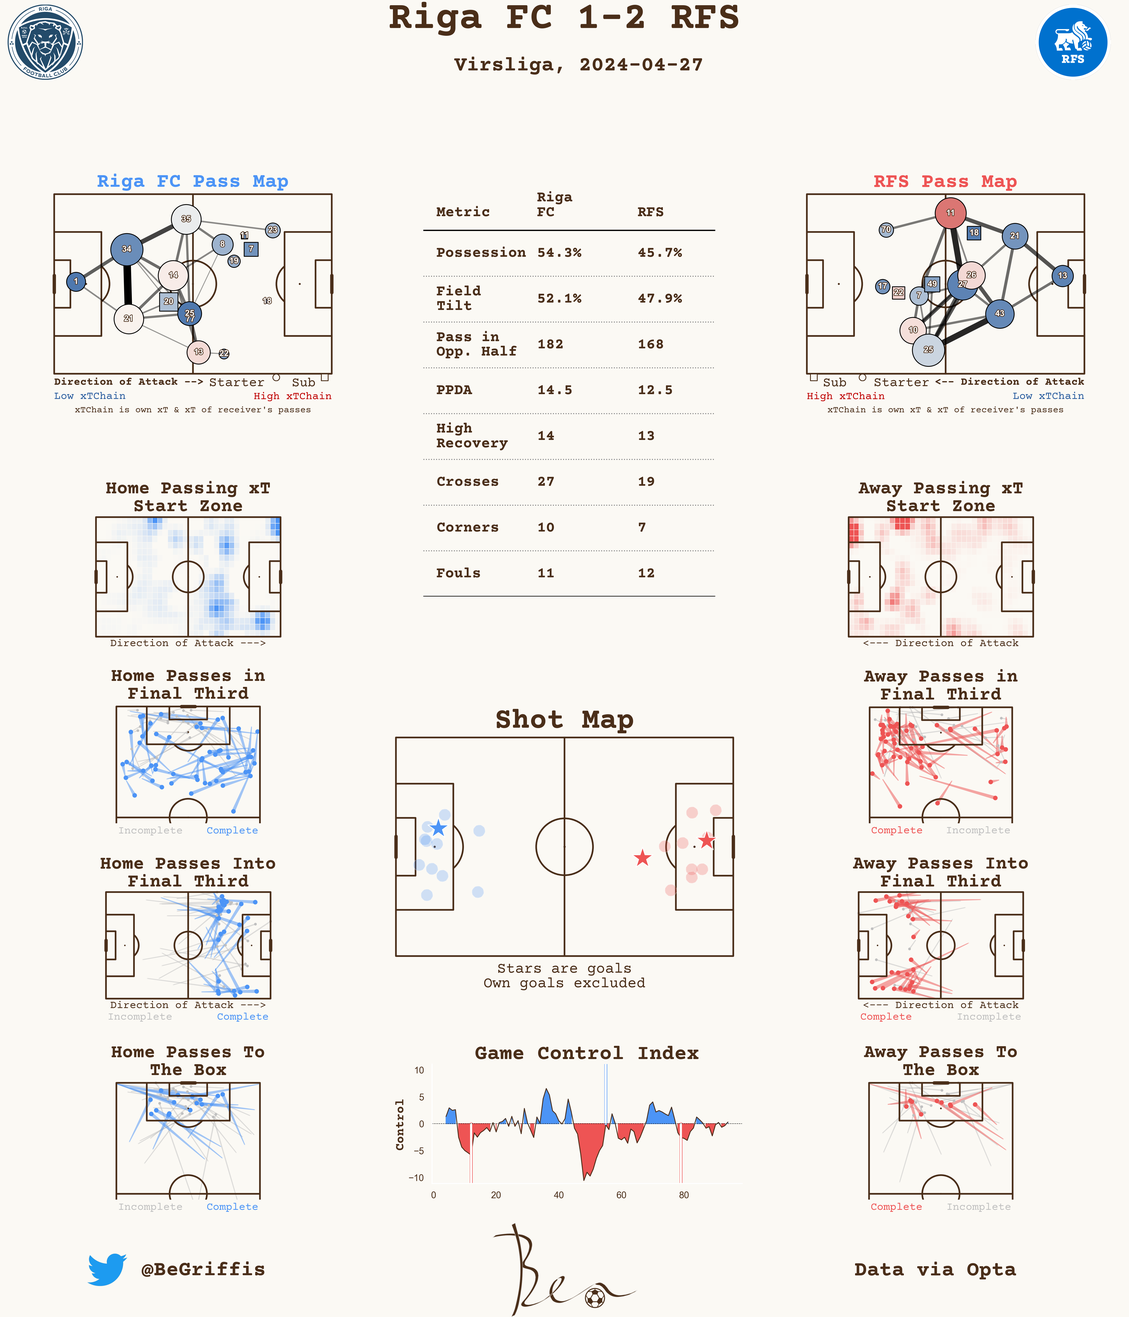 Riga FC 1-2 RFS
Virsliga, 2024-04-27
RIGA
FOOTBALL CLUB
RFS
Riga FC Pass Map
35
34
8
11
23
7
19
1
14
20
18
21
25
77
13
22
Direction of Attack --> Starter Sub
Low xTChain High xTChain
xTChain is own xT & xT of receiver's passes
Metric Riga FC RFS
Possession 54.3% 45.7%
Field Tilt 52.1% 47.9%
Pass in Opp. Half 182 168
PPDA 14.5 12.5
High Recovery 14 13
Crosses 27 19
Corners 10 7
Fouls 11 12
RFS Pass Map
11
70
18
21
26
13
17
22
7
49
27
43
10
25
Sub Starter <-- Direction of Attack
High xTChain Low xTChain
xTChain is own xT & xT of receiver's passes
Home Passing xT
Start Zone
Direction of Attack --->
Away Passing xT
Start Zone
<--- Direction of Attack
Home Passes in
Final Third
Incomplete Complete
Shot Map
Stars are goals
Own goals excluded
Away Passes in
Final Third
Complete Incomplete
Home Passes Into
Final Third
Direction of Attack --->
Incomplete Complete
Away Passes Into
Final Third
<--- Direction of Attack
Complete Incomplete
Home Passes To
The Box
Incomplete Complete
Game Control Index
Control
10
5
0
−5
−10
0 20 40 60 80
Away Passes To
The Box
Complete Incomplete
@BeGriffis
Bea
Data via Opta